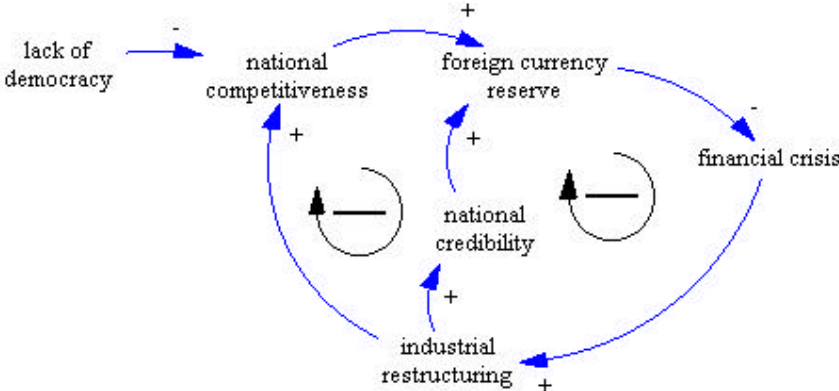 lack of
democracy
-
national
competitiveness
+
foreign currency
reserve
+
-
financial crisis
+
national
credibility
+
industrial
restructuring
+